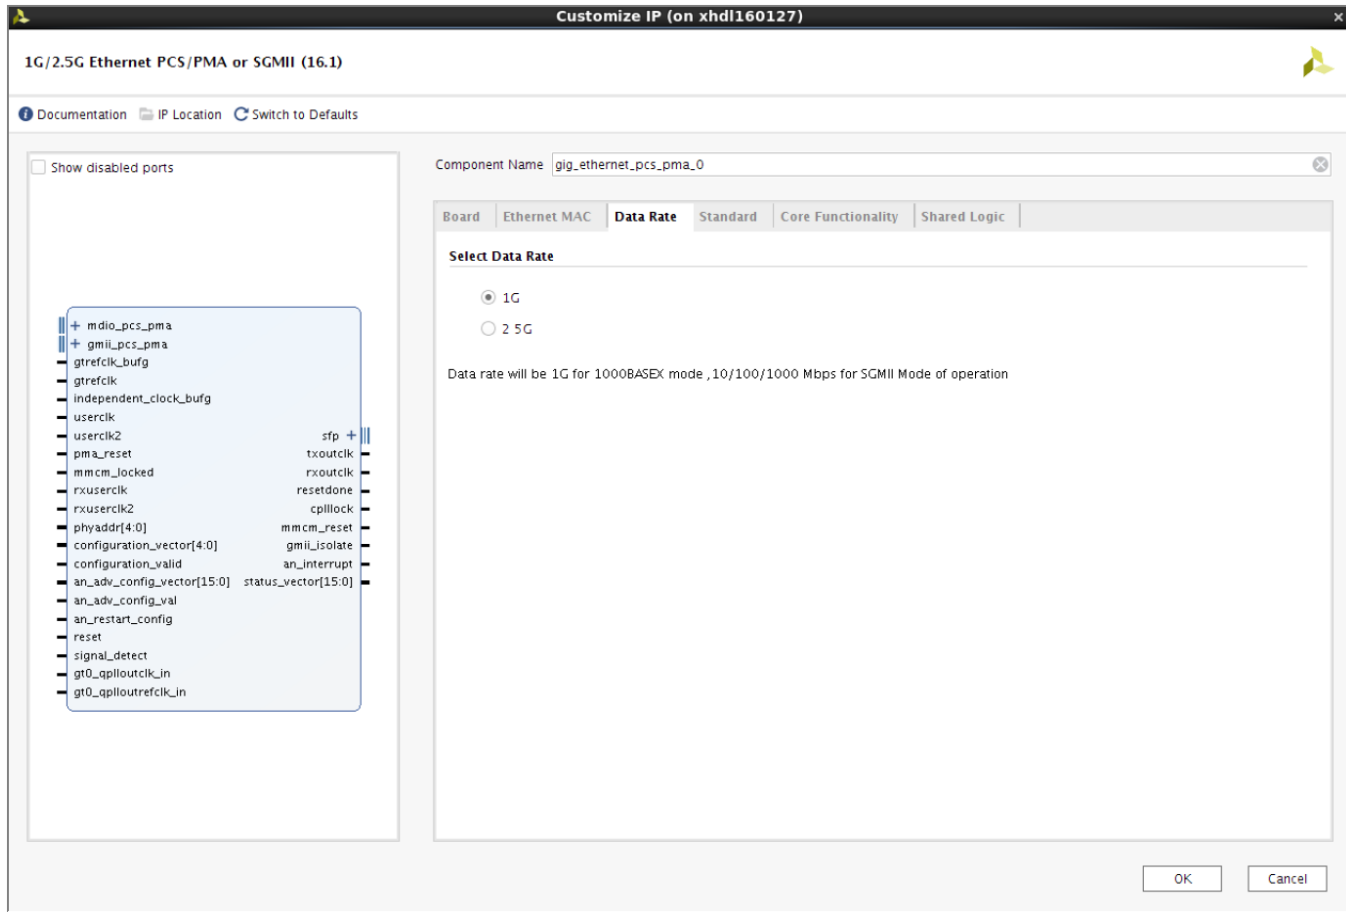 Customize IP (on xhdl160127)
1G/2.5G Ethernet PCS/PMA or SGMII (16.1)
Documentation IP Location Switch to Defaults
Show disabled ports
Component Name gig_ethernet_pcs_pma_0
Board Ethernet MAC Data Rate Standard Core Functionality Shared Logic
Select Data Rate
1G
2 5G
Data rate will be 1G for 1000BASEX mode ,10/100/1000 Mbps for SGMII Mode of operation
mdio_pcs_pma
gmii_pcs_pma
gtrefclk_bufg
gtrefclk
independent_clock_bufg
userclk
userclk2
pma_reset
mmcm_locked
rxuserclk
rxuserclk2
phyaddr[4:0]
configuration_vector[4:0]
configuration_valid
an_adv_config_vector[15:0]
an_adv_config_val
an_restart_config
reset
signal_detect
gt0_qplloutclk_in
gt0_qplloutrefclk_in
sfp
txoutclk
rxoutclk
resetdone
cplllock
mmcm_reset
gmii_isolate
an_interrupt
status_vector[15:0]
OK Cancel